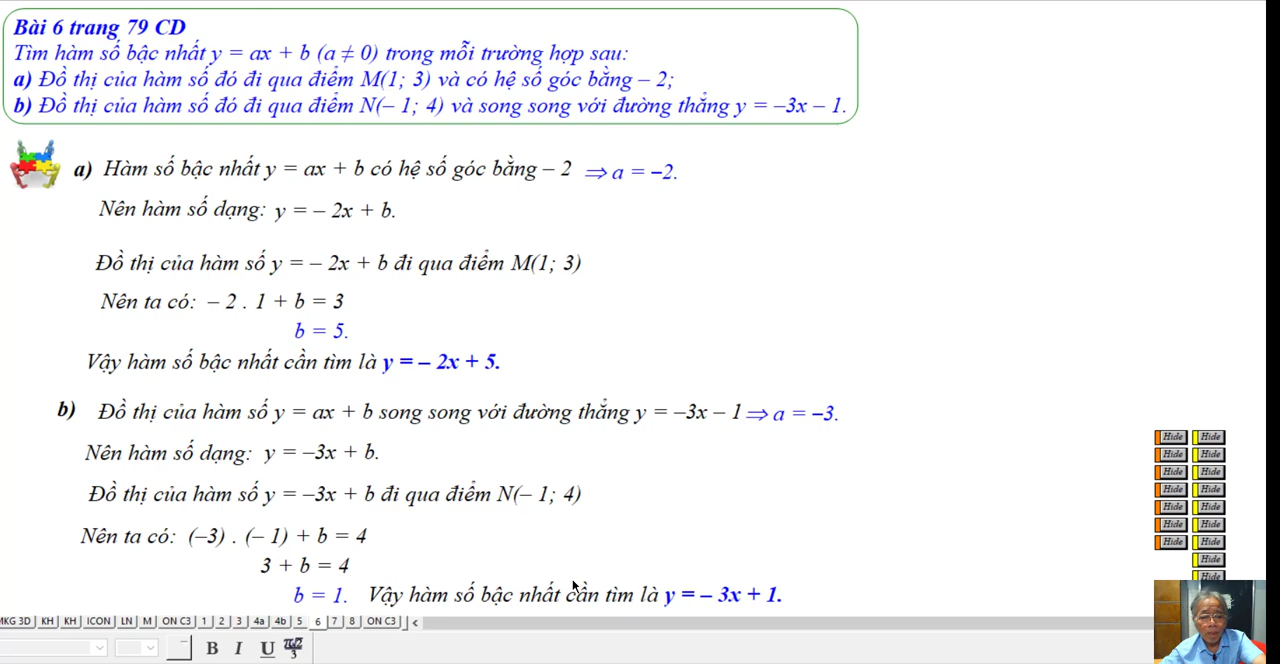 Bài 6 trang 79 CD
Tìm hàm số bậc nhất y = ax + b (a ≠ 0) trong mỗi trường hợp sau:
a) Đồ thị của hàm số đó đi qua điểm M(1; 3) và có hệ số góc bằng – 2;
b) Đồ thị của hàm số đó đi qua điểm N(– 1; 4) và song song với đường thẳng y = –3x – 1.
a) Hàm số bậc nhất y = ax + b có hệ số góc bằng – 2 ⇒ a = –2.
Nên hàm số dạng: y = – 2x + b.
Đồ thị của hàm số y = – 2x + b đi qua điểm M(1; 3)
Nên ta có: – 2 . 1 + b = 3
b = 5.
Vậy hàm số bậc nhất cần tìm là y = – 2x + 5.
b) Đồ thị của hàm số y = ax + b song song với đường thẳng y = –3x – 1 ⇒ a = –3.
Nên hàm số dạng: y = –3x + b.
Đồ thị của hàm số y = –3x + b đi qua điểm N(– 1; 4)
Nên ta có: (–3) . (– 1) + b = 4
3 + b = 4
b = 1. Vậy hàm số bậc nhất cần tìm là y = – 3x + 1.
Hide Hide
Hide Hide
Hide Hide
Hide Hide
Hide Hide
Hide Hide
Hide Hide
Hide
Hide
MKG 3D | KH | KH | ICON | LN | M | ON C3 | 1 | 2 | 3 | 4a | 4b | 5 | 6 | 7 | 8 | ON C3 |
B I U